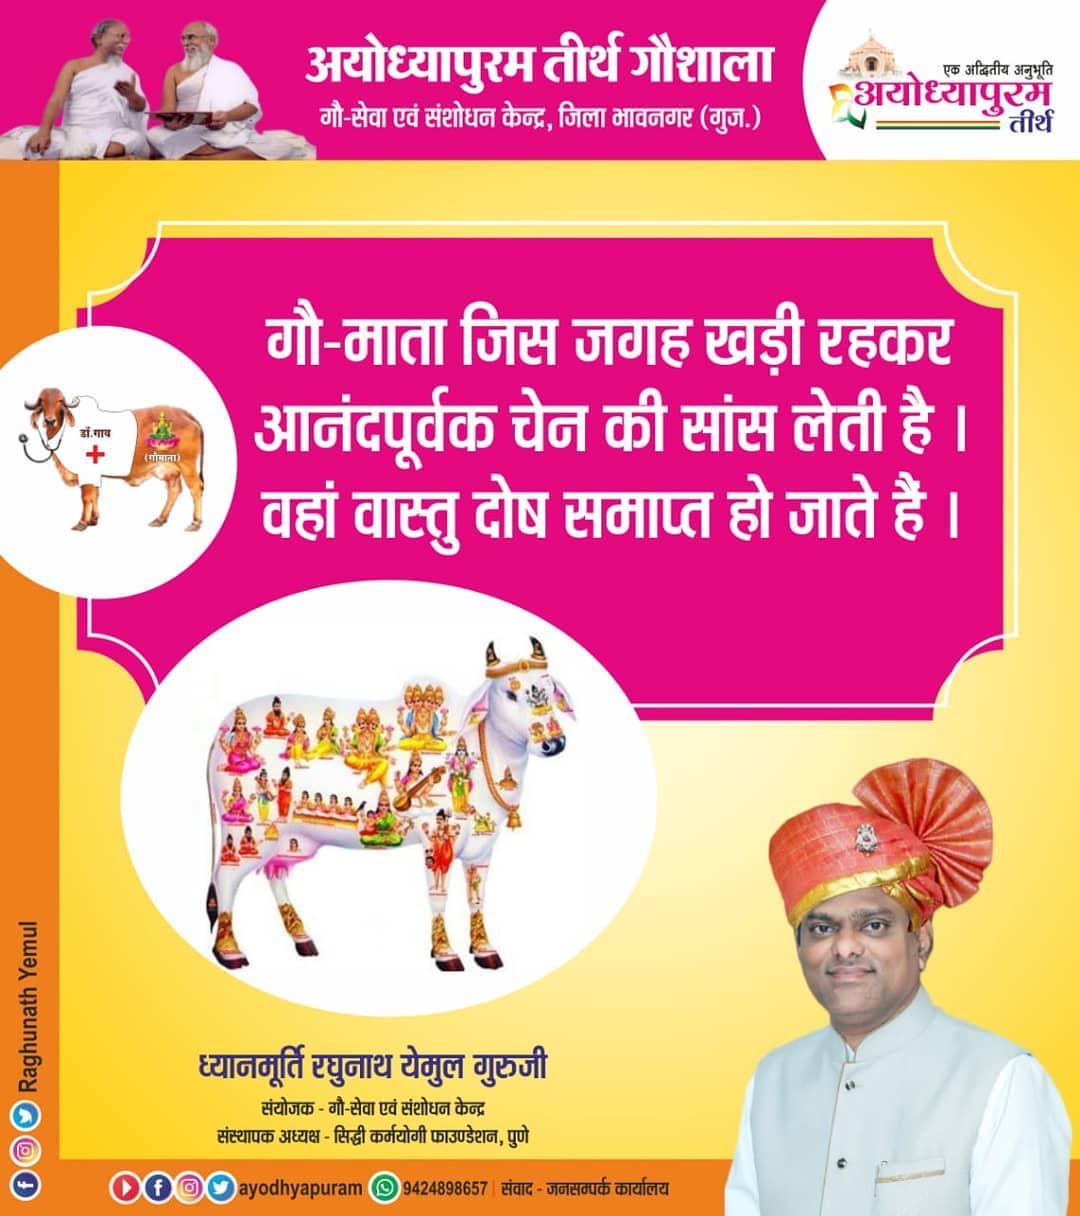 अयोध्यापुरम तीर्थ गौशाला
गौ-सेवा एवं संशोधन केन्द्र, जिला भावनगर (गुज.)
एक अद्वितीय अनुभूति
अयोध्यापुरम
तीर्थ
गौ-माता जिस जगह खड़ी रहकर
आनंदपूर्वक चेन की सांस लेती है ।
वहां वास्तु दोष समाप्त हो जाते हैं ।
डॉ.गाय
(गौमाता)
ध्यानमूर्ति रघुनाथ येमुल गुरुजी
संयोजक - गौ-सेवा एवं संशोधन केन्द्र
संस्थापक अध्यक्ष - सिद्धी कर्मयोगी फाउण्डेशन, पुणे
Raghunath Yemul
ayodhyapuram 9424898657 | संवाद - जनसम्पर्क कार्यालय